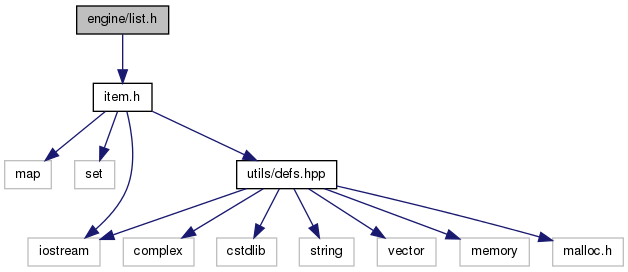 engine/list.h
item.h
map
set
utils/defs.hpp
iostream
complex
cstdlib
string
vector
memory
malloc.h